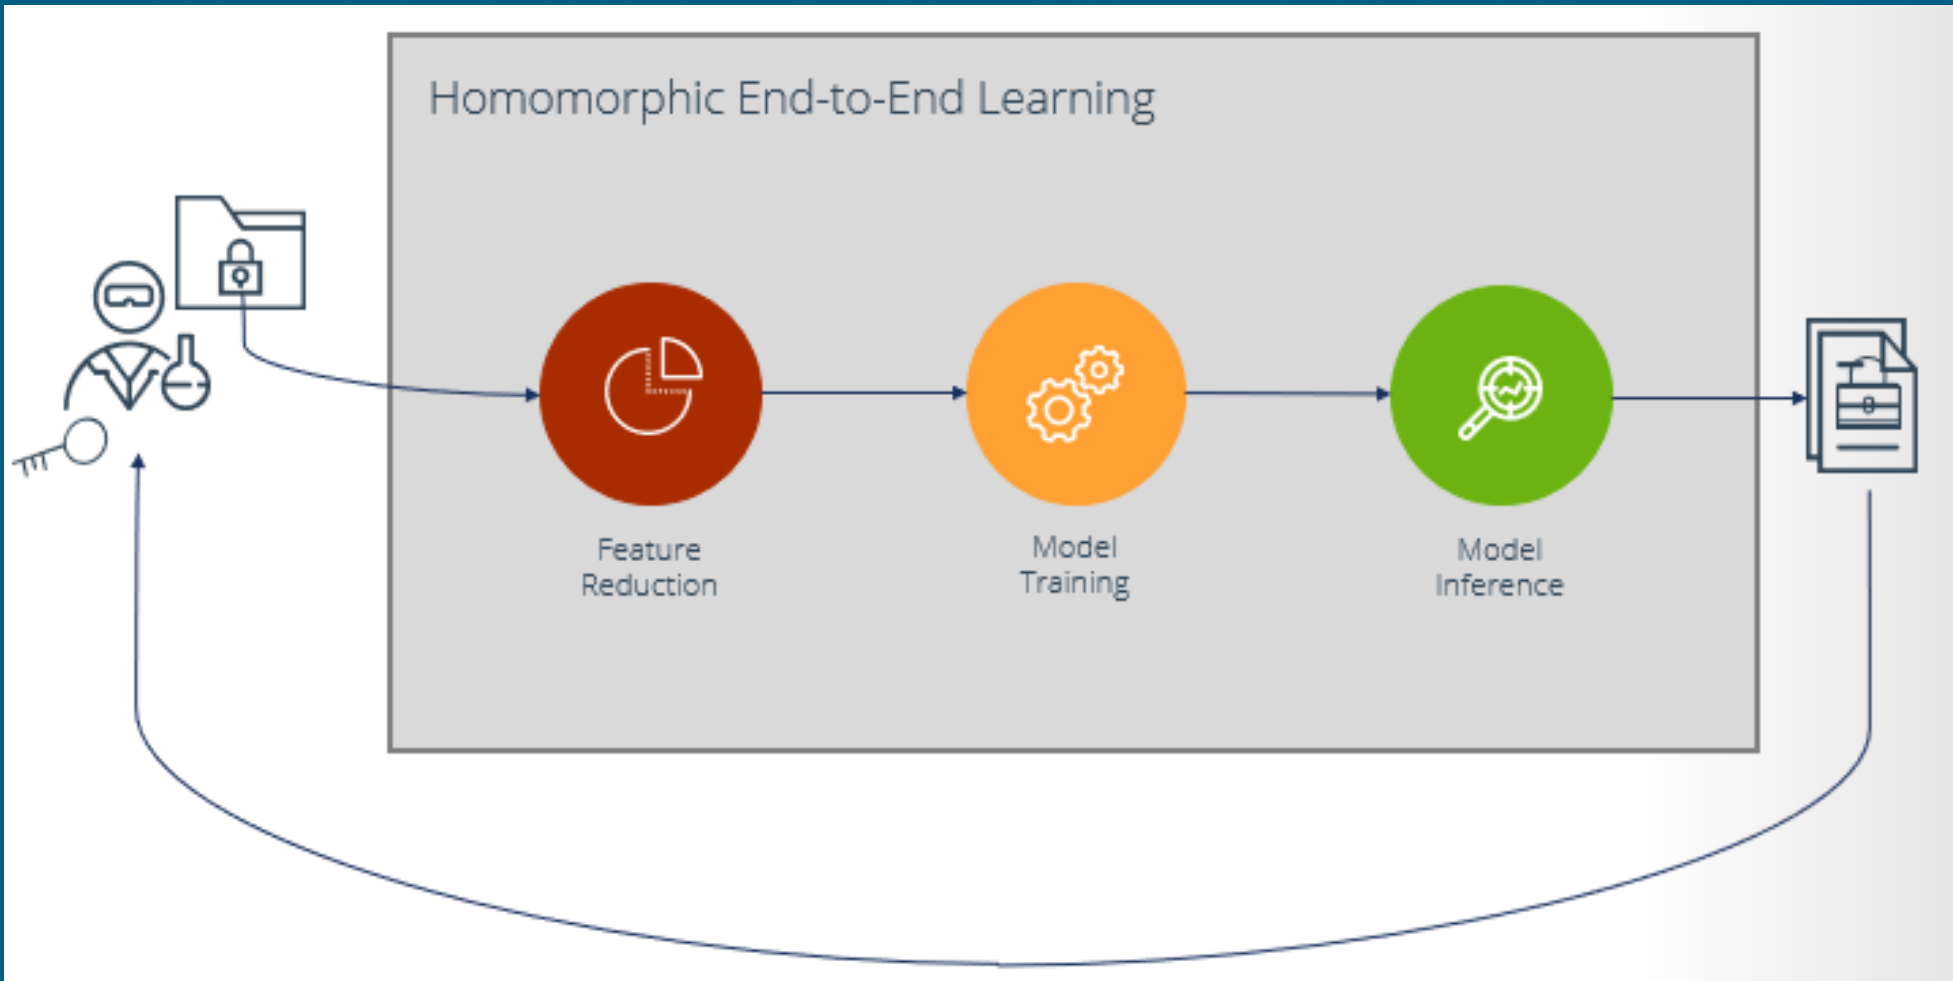 Homomorphic End-to-End Learning
Feature
Reduction
Model
Training
Model
Inference